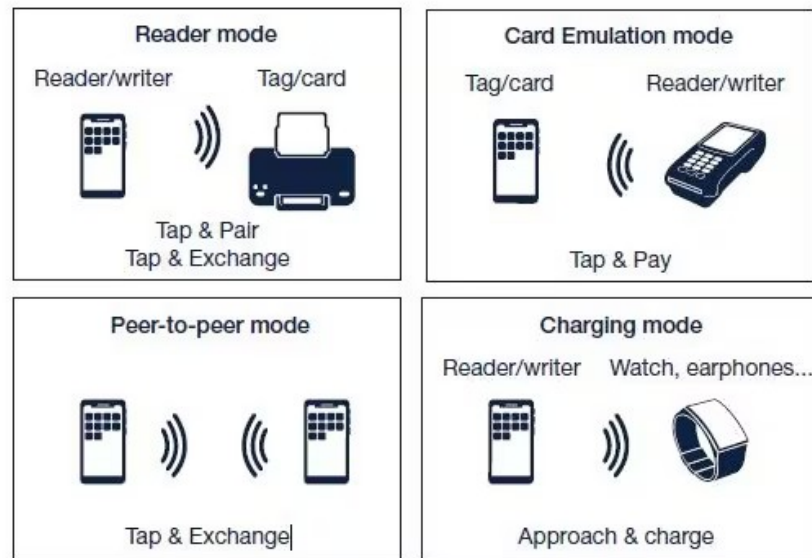 Reader mode
Reader/writer Tag/card
Tap & Pair
Tap & Exchange
Card Emulation mode
Tag/card Reader/writer
Tap & Pay
Peer-to-peer mode
Tap & Exchange
Charging mode
Reader/writer Watch, earphones...
Approach & charge